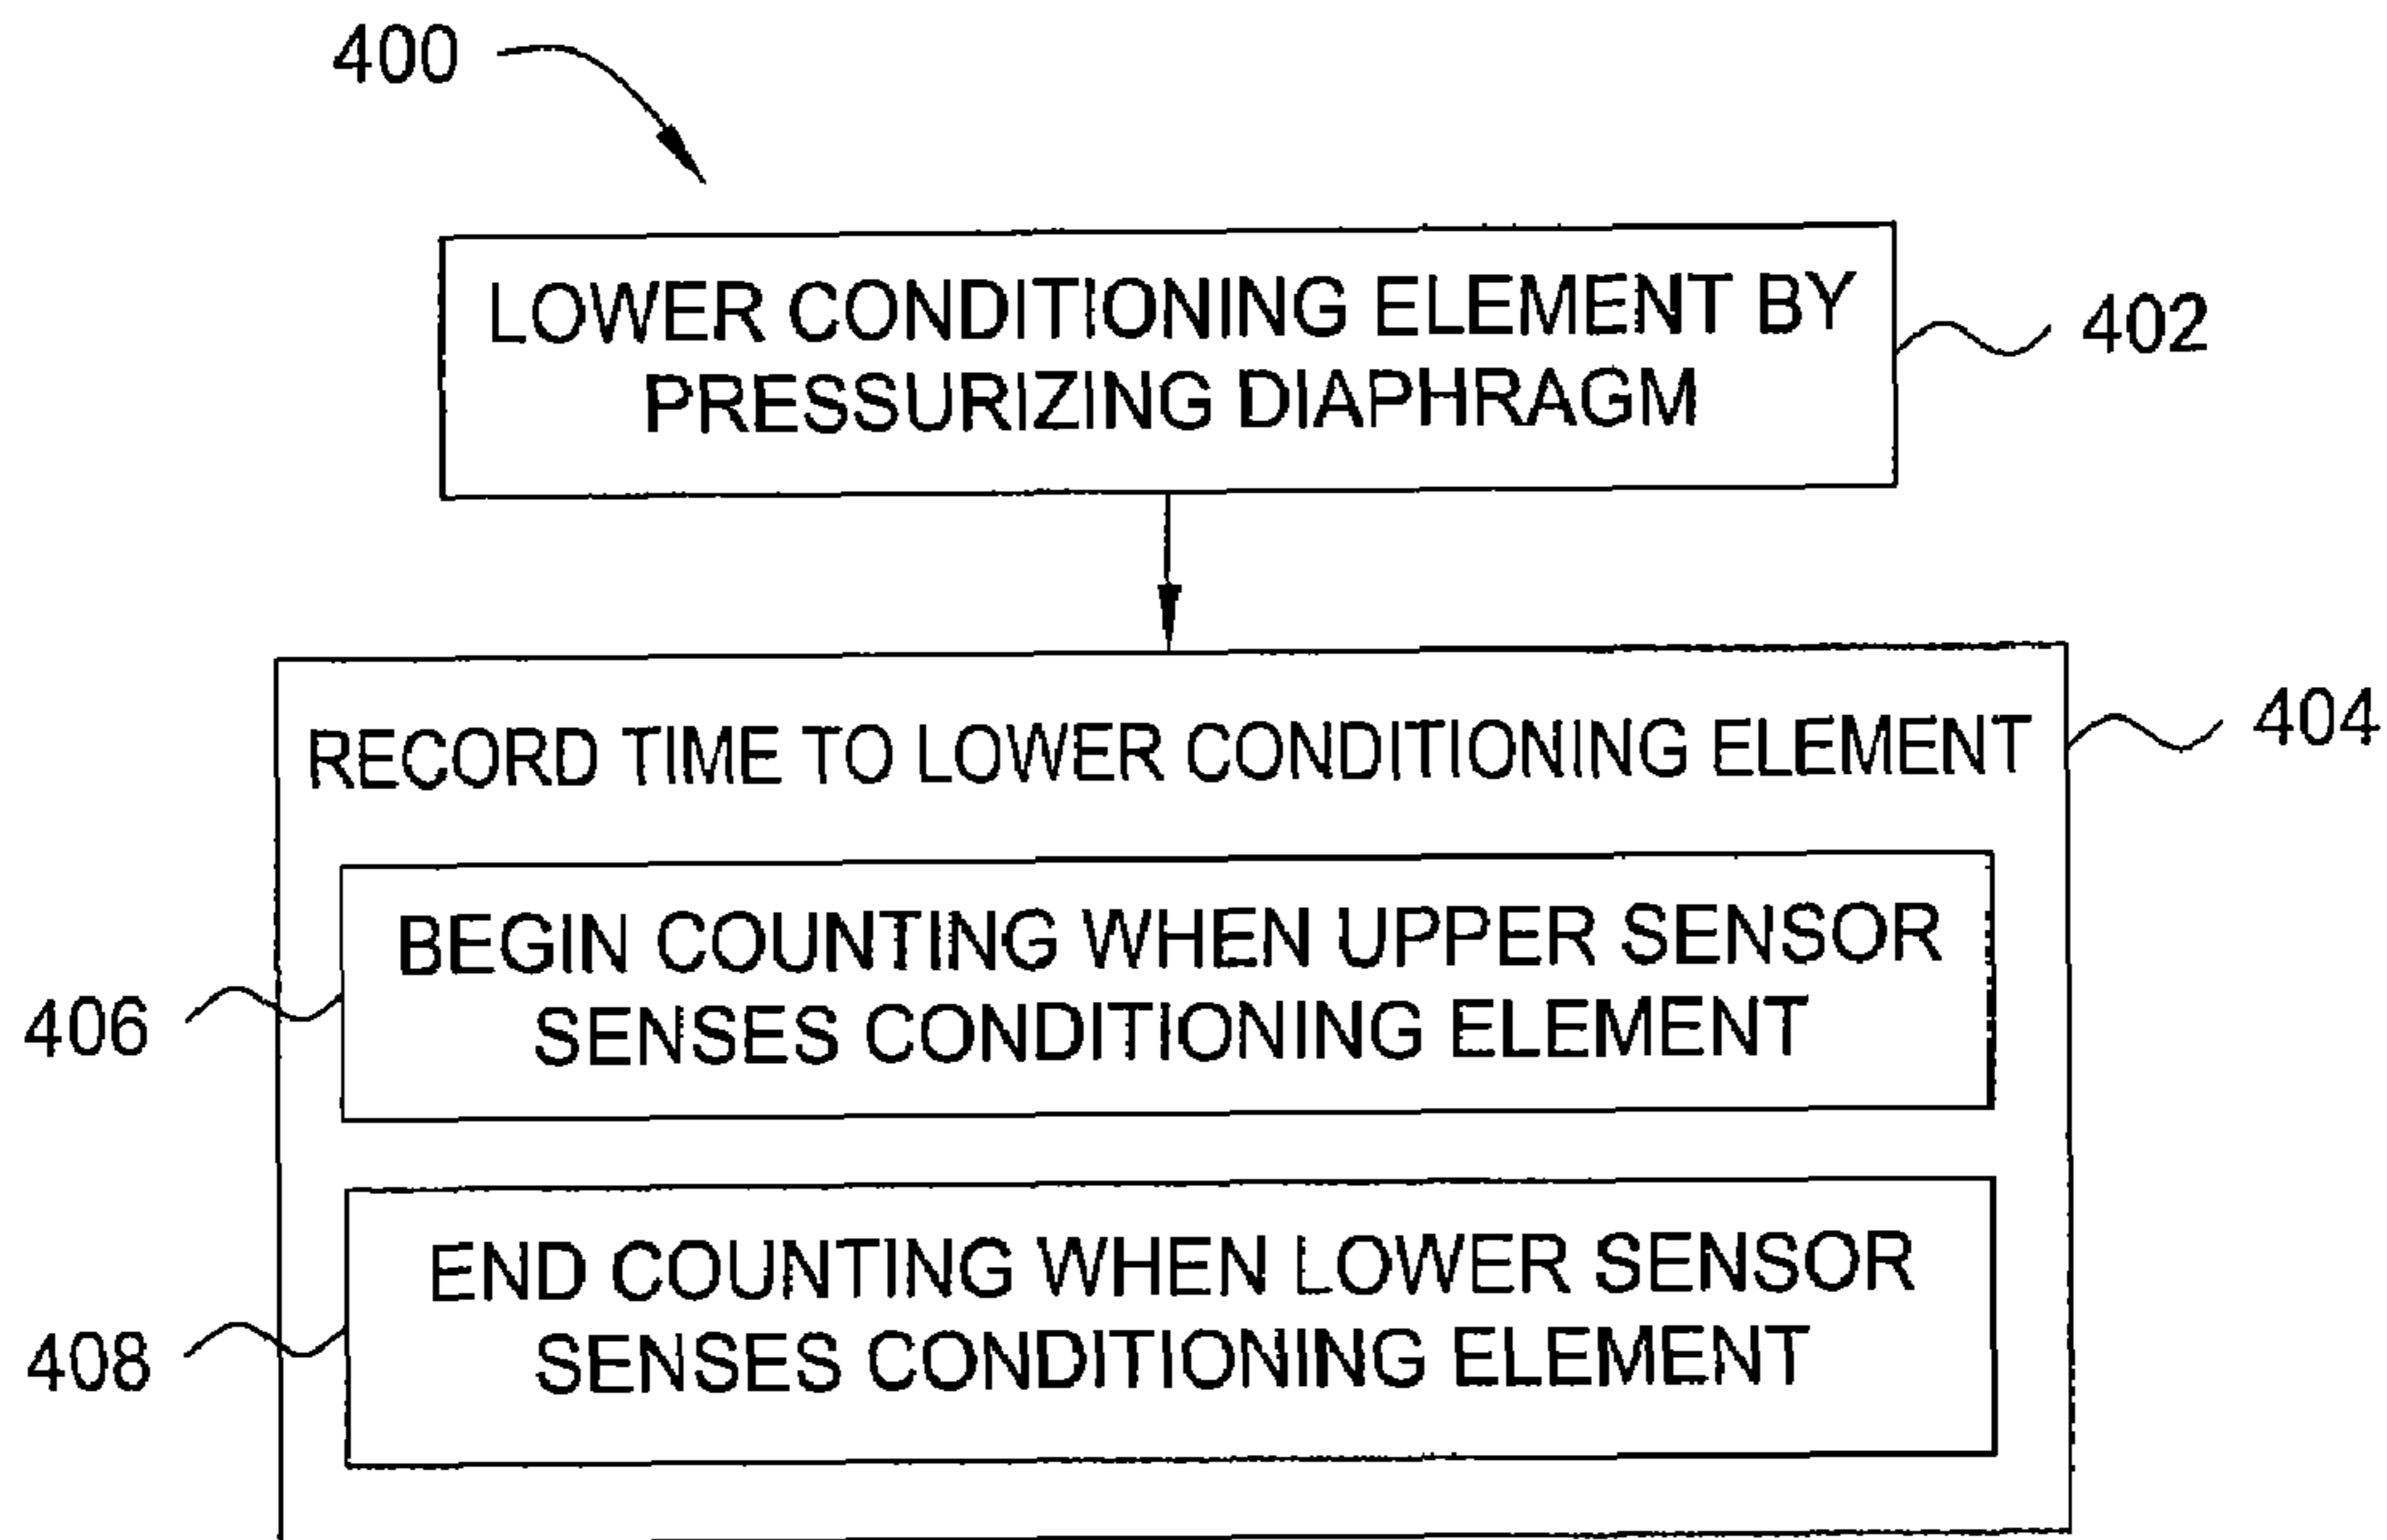 400
LOWER CONDITIONING ELEMENT BY
PRESSURIZING DIAPHRAGM
402
RECORD TIME TO LOWER CONDITIONING ELEMENT
404
BEGIN COUNTING WHEN UPPER SENSOR
SENSES CONDITIONING ELEMENT
406
END COUNTING WHEN LOWER SENSOR
SENSES CONDITIONING ELEMENT
408